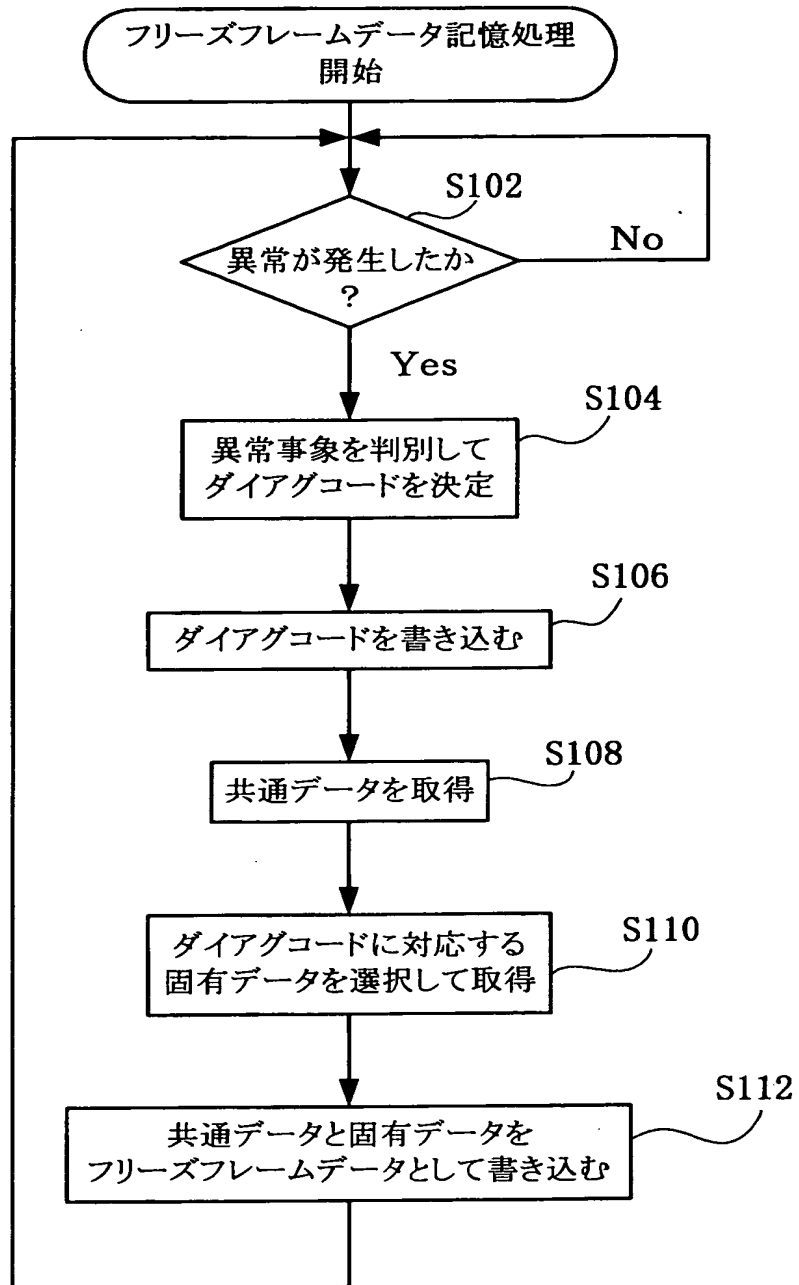 フリーズフレームデータ記憶処理
開始
S102
異常が発生したか
?
No
Yes
S104
異常事象を判別して
ダイアグコードを決定
S106
ダイアグコードを書き込む
S108
共通データを取得
S110
ダイアグコードに対応する
固有データを選択して取得
S112
共通データと固有データを
フリーズフレームデータとして書き込む